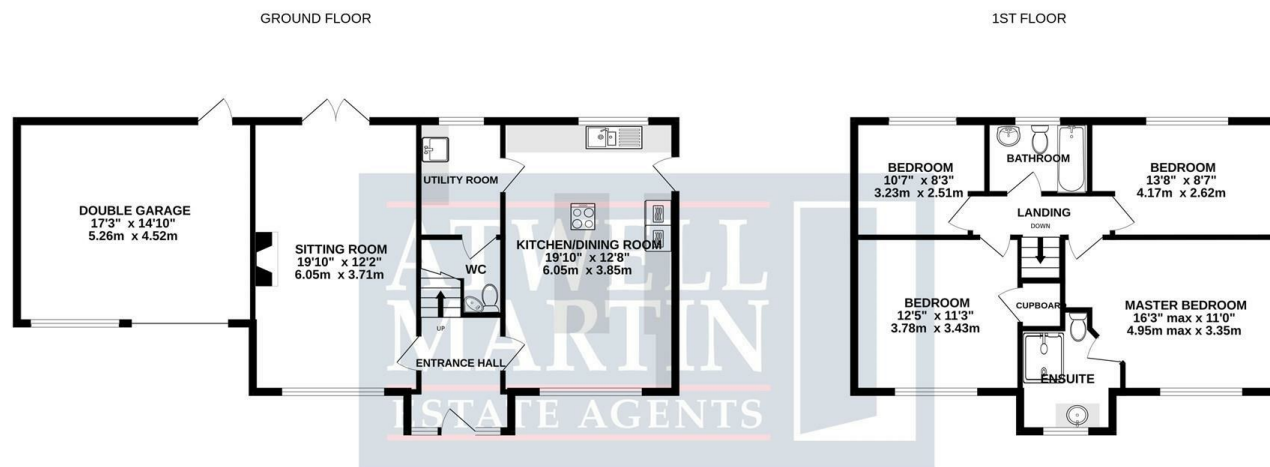 GROUND FLOOR
1ST FLOOR
DOUBLE GARAGE
17'3" x 14'10"
5.26m x 4.52m
SITTING ROOM
19'10" x 12'2"
6.05m x 3.71m
UTILITY ROOM
WC
UP
ENTRANCE HALL
KITCHEN/DINING ROOM
19'10" x 12'8"
6.05m x 3.85m
BEDROOM
10'7" x 8'3"
3.23m x 2.51m
BATHROOM
BEDROOM
13'8" x 8'7"
4.17m x 2.62m
LANDING
DOWN
BEDROOM
12'5" x 11'3"
3.78m x 3.43m
CUPBOARD
MASTER BEDROOM
16'3" max x 11'0"
4.95m max x 3.35m
ENSUITE
ATWELL
MARTIN
ESTATE AGENTS